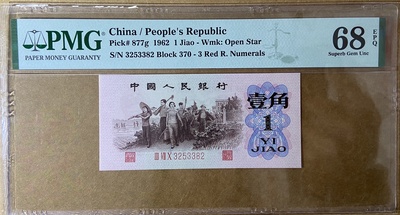 PMG
PAPER MONEY GUARANTY
China / People's Republic
Pick# 877g 1962 1 Jiao - Wmk: Open Star
S/N 3253382 Block 370 - 3 Red R. Numerals
68 EPQ
Superb Gem Unc
中国人民银行
壹角
1
YI
JIAO
III VII X 3253382